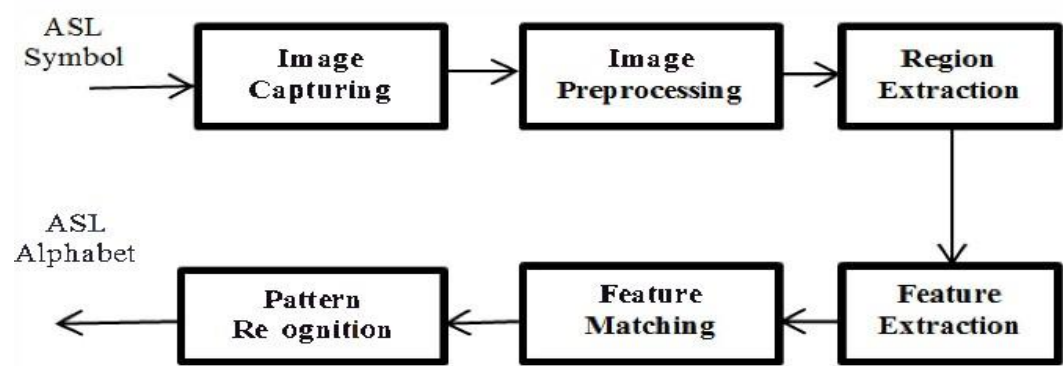 ASL
Symbol
Image
Capturing
Image
Preprocessing
Region
Extraction
Feature
Extraction
Feature
Matching
Pattern
Re ognition
ASL
Alphabet